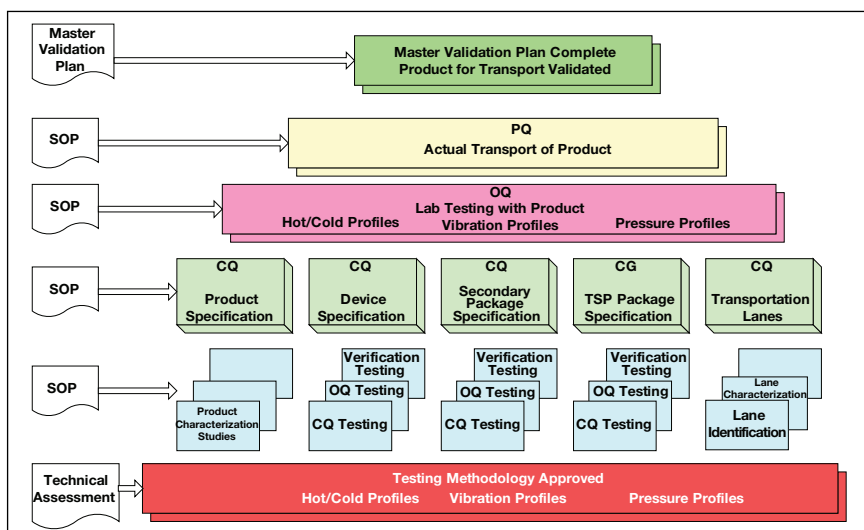 Master
Validation
Plan
Master Validation Plan Complete
Product for Transport Validated
SOP
PQ
Actual Transport of Product
SOP
OQ
Lab Testing with Product
Hot/Cold Profiles Vibration Profiles Pressure Profiles
SOP
CQ
Product
Specification
CQ
Device
Specification
CQ
Secondary
Package
Specification
CG
TSP Package
Specification
CQ
Transportation
Lanes
SOP
Product
Characterization
Studies
Verification
Testing
OQ Testing
CQ Testing
Verification
Testing
OQ Testing
CQ Testing
Verification
Testing
OQ Testing
CQ Testing
Lane
Characterization
Lane
Identification
Technical
Assessment
Testing Methodology Approved
Hot/Cold Profiles Vibration Profiles Pressure Profiles